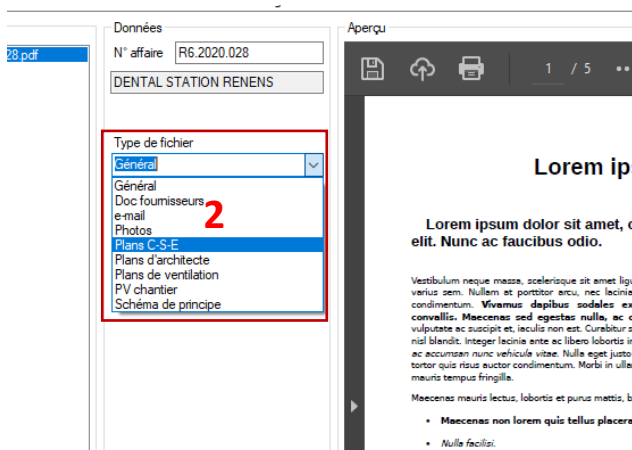 Données
Aperçu
28.pdf
N° affaire R6.2020.028
DENTAL STATION RENENS
1 / 5
Type de fichier
Général
Général
Doc fournisseurs
e-mail
Photos
Plans C-S-E
Plans d'architecte
Plans de ventilation
PV chantier
Schéma de principe
2
Lorem ip
Lorem ipsum dolor sit amet, c
elit. Nunc ac faucibus odio.
Vestibulum neque massa, scelerisque sit amet ligu
varius sem. Nullam at porttitor arcu, nec lacinia
condimentum. Vivamus dapibus sodales ex
convallis. Maecenas sed egestas nulla, ac c
vulputate ac suscipit et, iaculis non est. Curabitur s
nisl blandit. Integer lacinia ante ac libero lobortis in
ac accumsan nunc vehicula vitae. Nulla eget justo
tortor quis risus auctor condimentum. Morbi in ulla
mauris tempus fringilla.
Maecenas mauris lectus, lobortis et purus mattis, b
• Maecenas non lorem quis tellus placera
• Nulla facilisi.